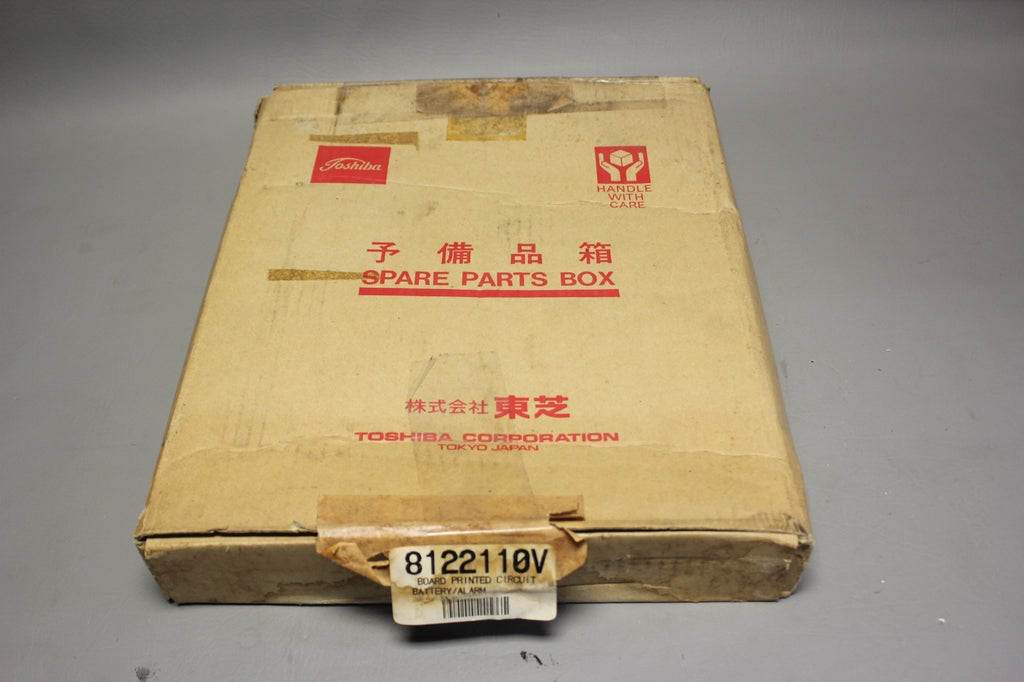 Toshiba
HANDLE
WITH
CARE
予備品箱
SPARE PARTS BOX
株式会社 東芝
TOSHIBA CORPORATION
TOKYO JAPAN
8122110V
BOARD PRINTED CIRCUIT
BATTERY/ALARM